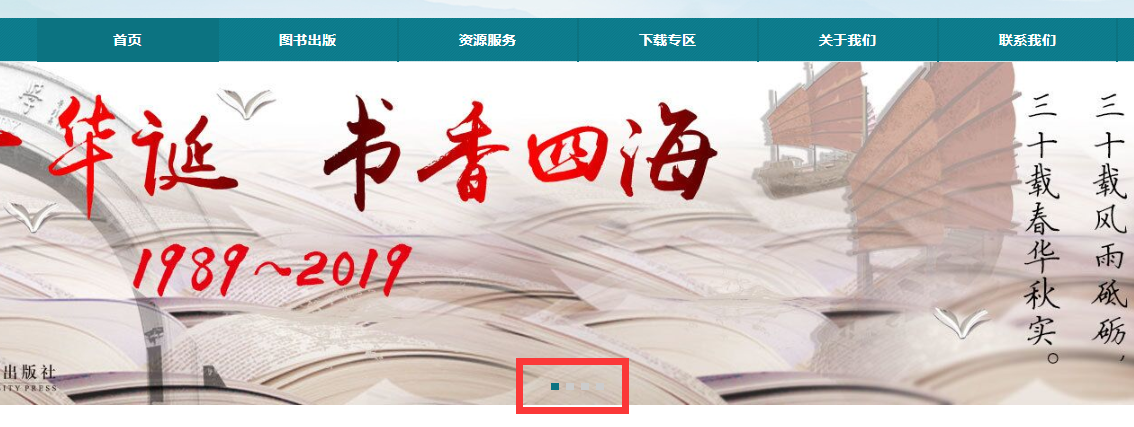 首页 图书出版 资源服务 下载专区 关于我们 联系我们
华诞 书香四海
1989~2019
三十载风雨砥砺,
三十载春华秋实。
出版社
ITY PRESS